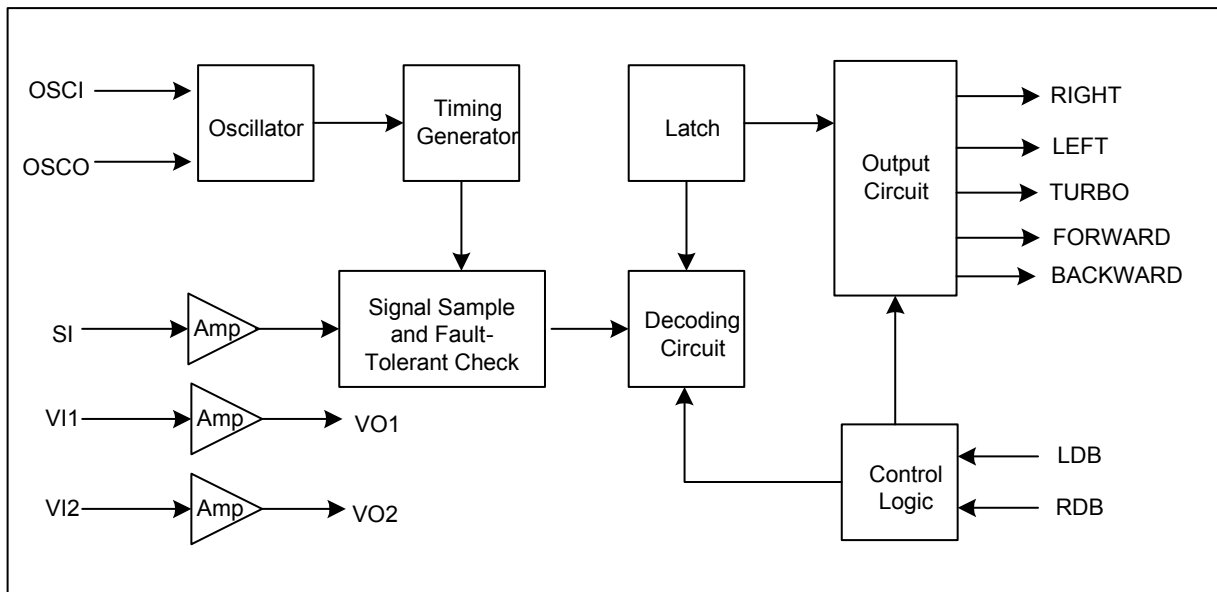 OSCI
OSCO
Oscillator
Timing
Generator
Latch
Output
Circuit
RIGHT
LEFT
TURBO
FORWARD
BACKWARD
SI
Amp
Signal Sample
and Fault-
Tolerant Check
Decoding
Circuit
VI1
Amp
VO1
VI2
Amp
VO2
Control
Logic
LDB
RDB